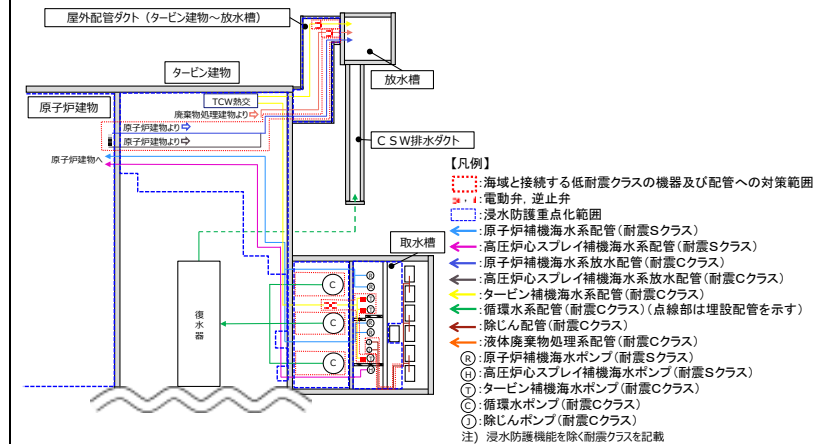 屋外配管ダクト（タービン建物～放水槽）
放水槽
タービン建物
原子炉建物
TCW熱交
廃棄物処理建物より⇨
原子炉建物より⇨
原子炉建物より⇨
原子炉建物へ
ＣＳＷ排水ダクト
取水槽
復水器
C
C
C
R
R
T
T
R
R
H
【凡例】
:海域と接続する低耐震クラスの機器及び配管への対策範囲
:電動弁，逆止弁
:浸水防護重点化範囲
:原子炉補機海水系配管(耐震Sクラス)
:高圧炉心スプレイ補機海水系配管(耐震Sクラス)
:原子炉補機海水系放水配管(耐震Cクラス)
:高圧炉心スプレイ補機海水系放水配管(耐震Cクラス)
:タービン補機海水系配管(耐震Cクラス)
:循環水系配管(耐震Cクラス)(点線部は埋設配管を示す)
:除じん配管(耐震Cクラス)
:液体廃棄物処理系配管(耐震Cクラス)
Ⓡ:原子炉補機海水ポンプ(耐震Sクラス)
Ⓗ:高圧炉心スプレイ補機海水ポンプ(耐震Sクラス)
Ⓣ:タービン補機海水ポンプ(耐震Cクラス)
Ⓒ:循環水ポンプ(耐震Cクラス)
Ⓙ:除じんポンプ(耐震Cクラス)
注）浸水防護機能を除く耐震クラスを記載